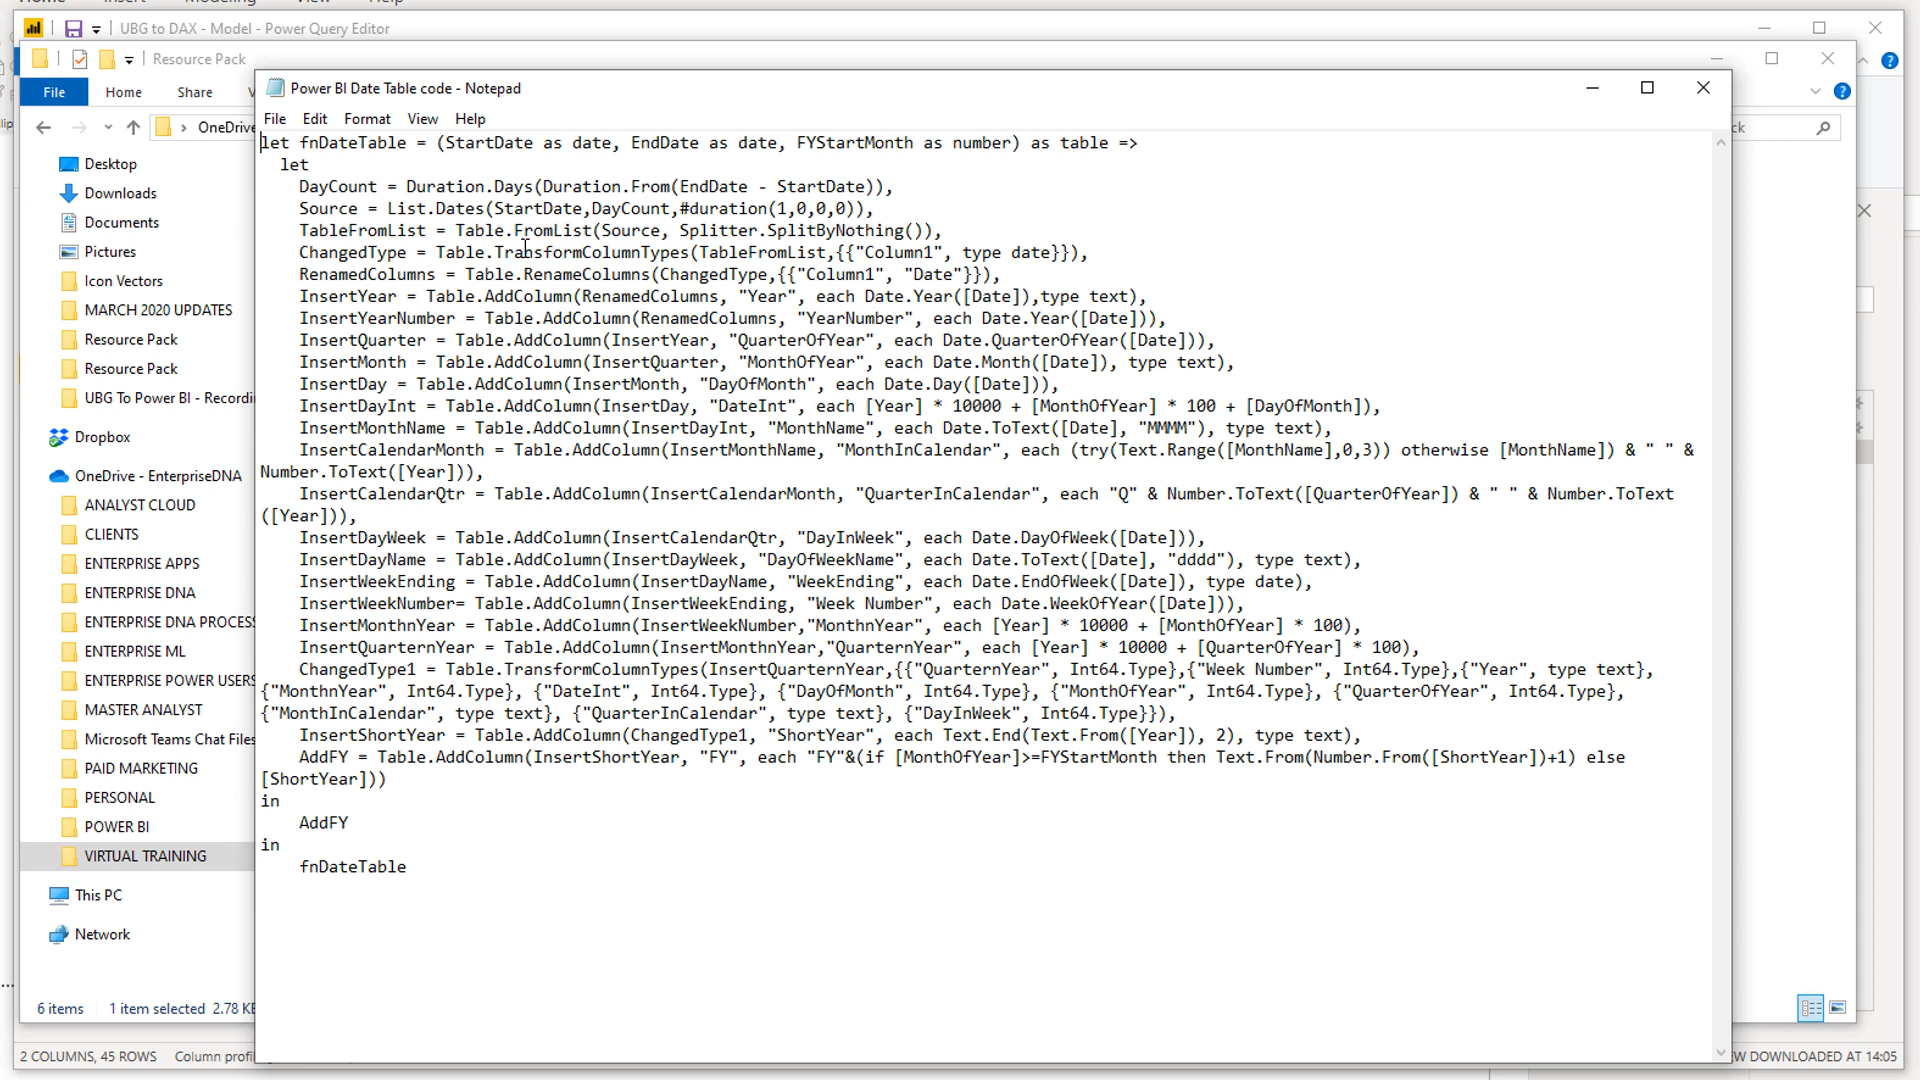 Home Insert Modeling View Help
UBG to DAX - Model - Power Query Editor
Resource Pack
File Home Share
OneDrive
Desktop
Downloads
Documents
Pictures
Icon Vectors
MARCH 2020 UPDATES
Resource Pack
Resource Pack
UBG To Power BI - Recordi
Dropbox
OneDrive - EnterpriseDNA
ANALYST CLOUD
CLIENTS
ENTERPRISE APPS
ENTERPRISE DNA
ENTERPRISE DNA PROCESS
ENTERPRISE ML
ENTERPRISE POWER USERS
MASTER ANALYST
Microsoft Teams Chat Files
PAID MARKETING
PERSONAL
POWER BI
VIRTUAL TRAINING
This PC
Network
6 items 1 item selected 2.78 KB
2 COLUMNS, 45 ROWS Column profi
Power BI Date Table code - Notepad
File Edit Format View Help
let fnDateTable = (StartDate as date, EndDate as date, FYStartMonth as number) as table =>
let
DayCount = Duration.Days(Duration.From(EndDate - StartDate)),
Source = List.Dates(StartDate,DayCount,#duration(1,0,0,0)),
TableFromList = Table.FromList(Source, Splitter.SplitByNothing()),
ChangedType = Table.TransformColumnTypes(TableFromList,{{"Column1", type date}}),
RenamedColumns = Table.RenameColumns(ChangedType,{{"Column1", "Date"}}),
InsertYear = Table.AddColumn(RenamedColumns, "Year", each Date.Year([Date]),type text),
InsertYearNumber = Table.AddColumn(RenamedColumns, "YearNumber", each Date.Year([Date])),
InsertQuarter = Table.AddColumn(InsertYear, "QuarterOfYear", each Date.QuarterOfYear([Date])),
InsertMonth = Table.AddColumn(InsertQuarter, "MonthOfYear", each Date.Month([Date]), type text),
InsertDay = Table.AddColumn(InsertMonth, "DayOfMonth", each Date.Day([Date])),
InsertDayInt = Table.AddColumn(InsertDay, "DateInt", each [Year] * 10000 + [MonthOfYear] * 100 + [DayOfMonth]),
InsertMonthName = Table.AddColumn(InsertDayInt, "MonthName", each Date.ToText([Date], "MMMM"), type text),
InsertCalendarMonth = Table.AddColumn(InsertMonthName, "MonthInCalendar", each (try(Text.Range([MonthName],0,3)) otherwise [MonthName]) & " " &
Number.ToText([Year])),
InsertCalendarQtr = Table.AddColumn(InsertCalendarMonth, "QuarterInCalendar", each "Q" & Number.ToText([QuarterOfYear]) & " " & Number.ToText
([Year])),
InsertDayWeek = Table.AddColumn(InsertCalendarQtr, "DayInWeek", each Date.DayOfWeek([Date])),
InsertDayName = Table.AddColumn(InsertDayWeek, "DayOfWeekName", each Date.ToText([Date], "dddd"), type text),
InsertWeekEnding = Table.AddColumn(InsertDayName, "WeekEnding", each Date.EndOfWeek([Date]), type date),
InsertWeekNumber= Table.AddColumn(InsertWeekEnding, "Week Number", each Date.WeekOfYear([Date])),
InsertMonthnYear = Table.AddColumn(InsertWeekNumber,"MonthnYear", each [Year] * 10000 + [MonthOfYear] * 100),
InsertQuarternYear = Table.AddColumn(InsertMonthnYear,"QuarternYear", each [Year] * 10000 + [QuarterOfYear] * 100),
ChangedType1 = Table.TransformColumnTypes(InsertQuarternYear,{{"QuarternYear", Int64.Type},{"Week Number", Int64.Type},{"Year", type text},
{"MonthnYear", Int64.Type}, {"DateInt", Int64.Type}, {"DayOfMonth", Int64.Type}, {"MonthOfYear", Int64.Type}, {"QuarterOfYear", Int64.Type},
{"MonthInCalendar", type text}, {"QuarterInCalendar", type text}, {"DayInWeek", Int64.Type}}),
InsertShortYear = Table.AddColumn(ChangedType1, "ShortYear", each Text.End(Text.From([Year]), 2), type text),
AddFY = Table.AddColumn(InsertShortYear, "FY", each "FY"&(if [MonthOfYear]>=FYStartMonth then Text.From(Number.From([ShortYear])+1) else
[ShortYear]))
in
AddFY
in
fnDateTable
W DOWNLOADED AT 14:05